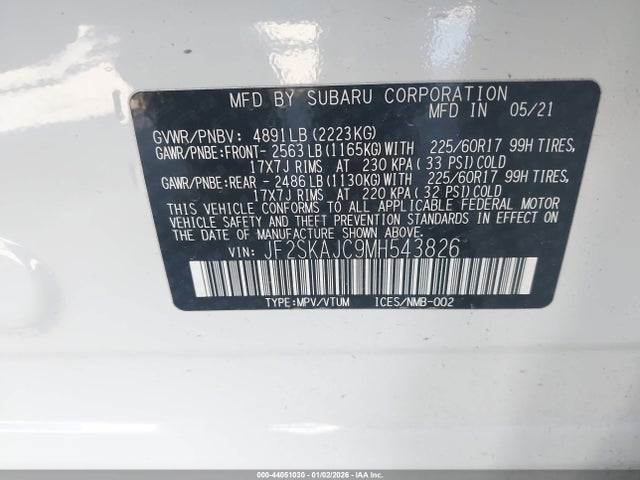 MFD BY SUBARU CORPORATION
MFD IN 05/21
GVWR/PNBV: 4891LB(2223KG)
GAWR/PNBE:FRONT-2563LB(1165KG)WITH 225/60R17 99H TIRES,
17X7J RIMS AT 230 KPA(33 PSI)COLD
GAWR/PNBE:REAR -2486LB(1130KG)WITH 225/60R17 99H TIRES,
17X7J RIMS AT 220 KPA(32 PSI)COLD
THIS VEHICLE CONFORMS TO ALL APPLICABLE FEDERAL MOTOR
VEHICLE SAFETY, BUMPER, AND THEFT PREVENTION STANDARDS
IN EFFECT ON THE DATE OF MANUFACTURE SHOWN ABOVE.
VIN: JF2SKAJC9MH543826
TYPE:MPV/VTUM ICES/NMB-002
000-44051030 - 01/02/2026 - IAA Inc.